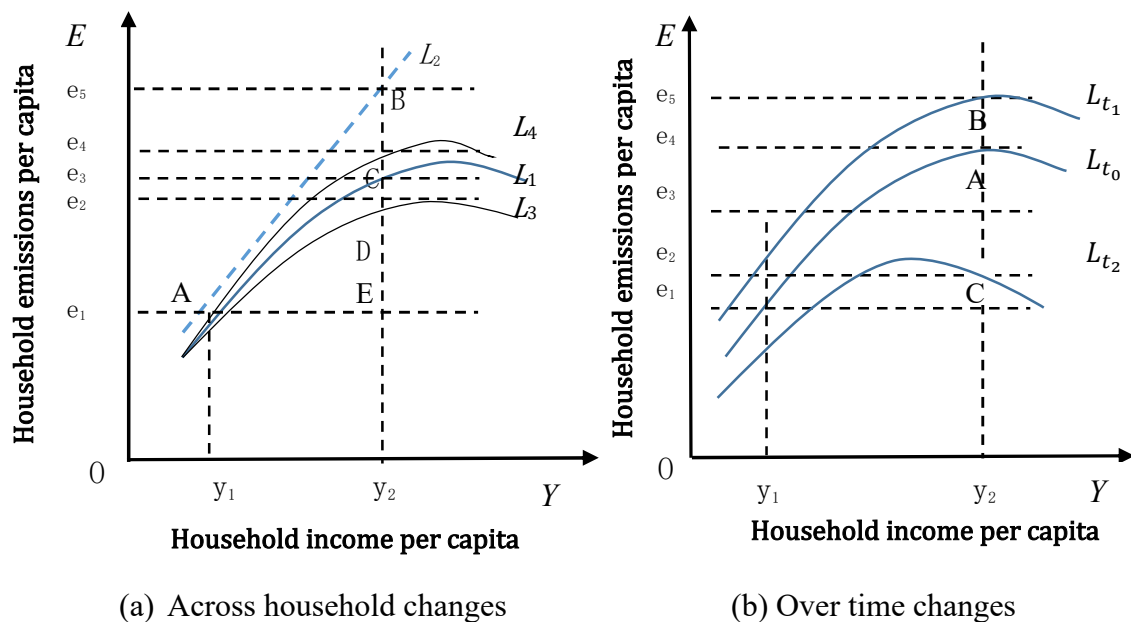 E
Household emissions per capita
e₅
e₄
e₃
e₂
e₁
L₂
B
L₄
C
L₁
L₃
D
A
E
0
y₁
y₂
Y
Household income per capita
(a) Across household changes
E
Household emissions per capita
e₅
e₄
e₃
e₂
e₁
Lt₁
B
Lt₀
A
Lt₂
C
0
y₁
y₂
Y
Household income per capita
(b) Over time changes